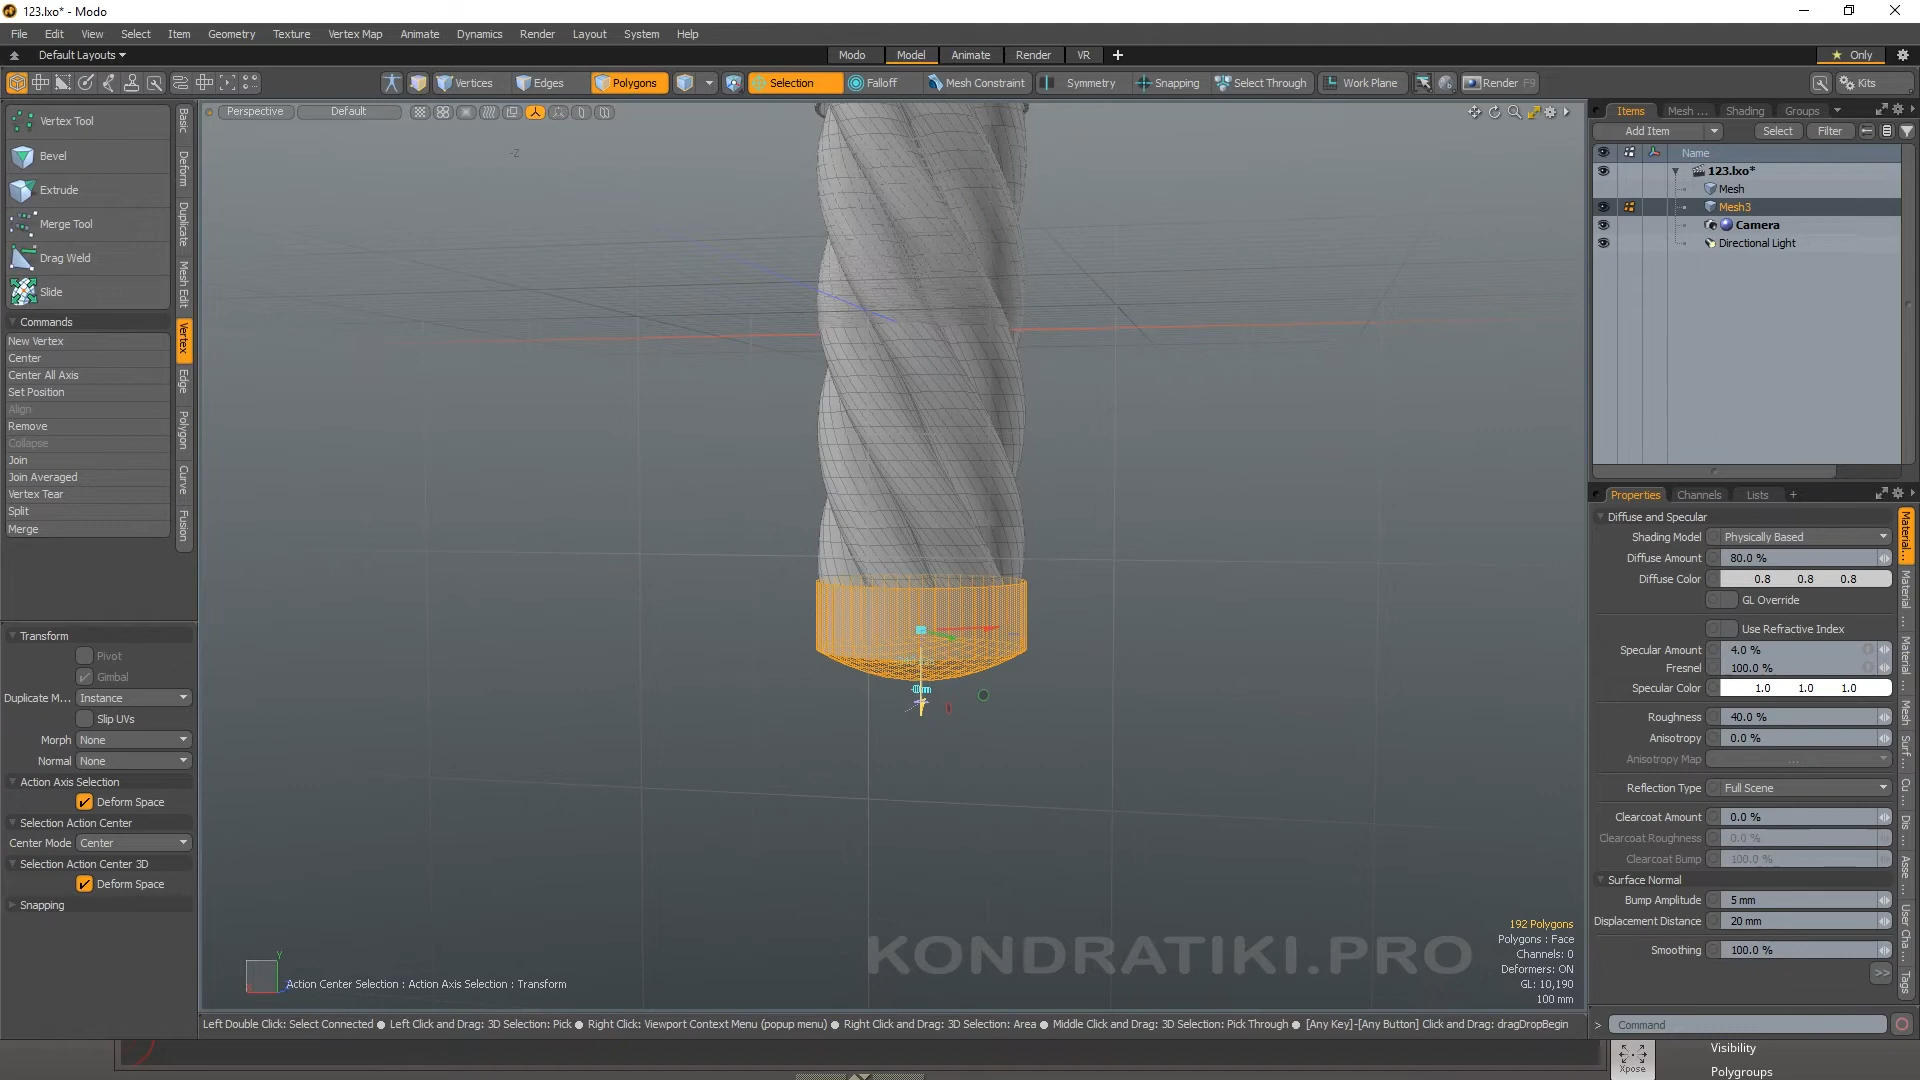 123.lxo* - Modo
File Edit View Select Item Geometry Texture Vertex Map Animate Dynamics Render Layout System Help
Default Layouts Modo Model Animate Render VR + Only
Vertices Edges Polygons Selection Falloff Mesh Constraint Symmetry Snapping Select Through Work Plane Render F9 Kits
Perspective Default
-Z
Vertex Tool
Bevel
Extrude
Merge Tool
Drag Weld
Slide
Commands
New Vertex
Center
Center All Axis
Set Position
Align
Remove
Collapse
Join
Join Averaged
Vertex Tear
Split
Merge
Basic
Deform
Duplicate
Mesh Edit
Vertex
Edge
Polygon
Curve
Fusion
Transform
Pivot
Gimbal
Duplicate M... Instance
Slip UVs
Morph None
Normal None
Action Axis Selection
Deform Space
Selection Action Center
Center Mode Center
Selection Action Center 3D
Deform Space
Snapping
Y
Action Center Selection : Action Axis Selection : Transform
192 Polygons
Polygons : Face
Channels: 0
Deformers: ON
GL: 10,190
100 mm
KONDRATIKI.PRO
Left Double Click: Select Connected ● Left Click and Drag: 3D Selection: Pick ● Right Click: Viewport Context Menu (popup menu) ● Right Click and Drag: 3D Selection: Area ● Middle Click and Drag: 3D Selection: Pick Through ● [Any Key]-[Any Button] Click and Drag: dragDropBegin
Items Mesh ... Shading Groups
Add Item Select Filter
Name
123.lxo*
Mesh
Mesh3
Camera
Directional Light
Properties Channels Lists +
Diffuse and Specular
Shading Model Physically Based
Diffuse Amount 80.0 %
Diffuse Color 0.8 0.8 0.8
GL Override
Use Refractive Index
Specular Amount 4.0 %
Fresnel 100.0 %
Specular Color 1.0 1.0 1.0
Roughness 40.0 %
Anisotropy 0.0 %
Anisotropy Map ...
Reflection Type Full Scene
Clearcoat Amount 0.0 %
Clearcoat Roughness 0.0 %
Clearcoat Bump 100.0 %
Surface Normal
Bump Amplitude 5 mm
Displacement Distance 20 mm
Smoothing 100.0 %
>>
Material...
Material ...
Material ...
Mesh
Surf...
Cu ...
Dis ...
Asse ...
User Cha...
Tags
> Command
Xpose
Visibility
Polygroups